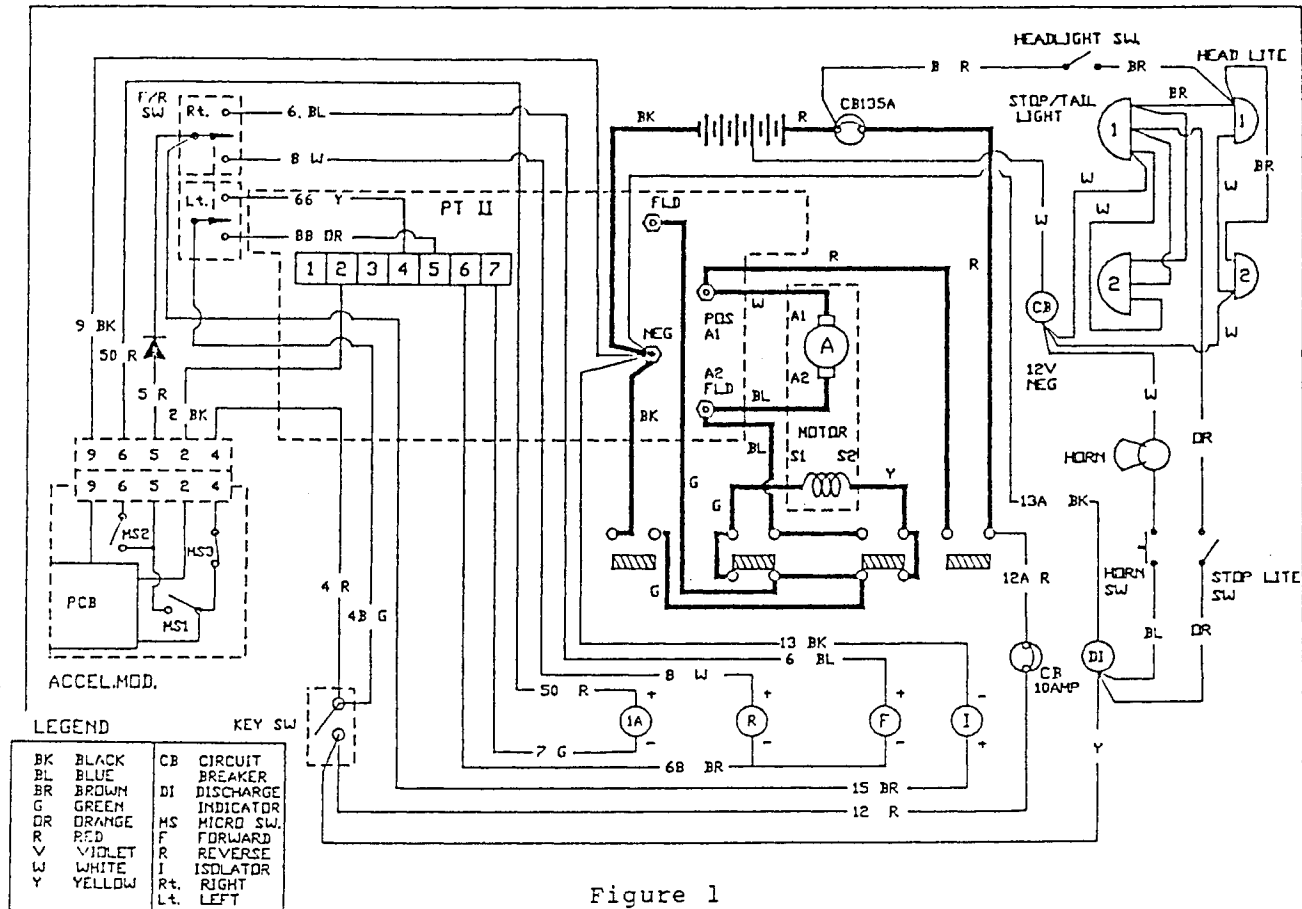 HEADLIGHT SW.
B R
BR
HEAD LITE
F/R SW
Rt.
6. BL
BK
R
CB135A
STOP/TAIL LIGHT
1
BR
1
8 W
BR
Lt.
66 Y
PT II
FLD
W
W
W
BB OR
R
R
W
1 2 3 4 5 6 7
2
2
W
A1
CB
9 BK
NEG
POS A1
A
W
50 R
12V NEG
A2 FLD
A2
5 R
BL
W
2 BK
BK
MOTOR
OR
BL
S1 S2
HORN
9 6 5 2 4
G
Y
9 6 5 2 4
G
13A BK
MS2
MS3
PCB
4 R
G
12A R
HORN SW
STOP LITE SW
MS1
4B G
BL
OR
13 BK
6 BL
CB 10AMP
DI
ACCEL.MOD.
8 W
50 R
+
+
+
-
KEY SW
1A
R
F
I
-
-
-
+
Y
7 G
6B BR
15 BR
12 R
LEGEND
BK BLACK
BL BLUE
BR BROWN
G GREEN
OR ORANGE
R RED
V VIOLET
W WHITE
Y YELLOW
CB CIRCUIT
BREAKER
DI DISCHARGE
INDICATOR
MS MICRO SW.
F FORWARD
R REVERSE
I ISOLATOR
Rt. RIGHT
Lt. LEFT
Figure 1